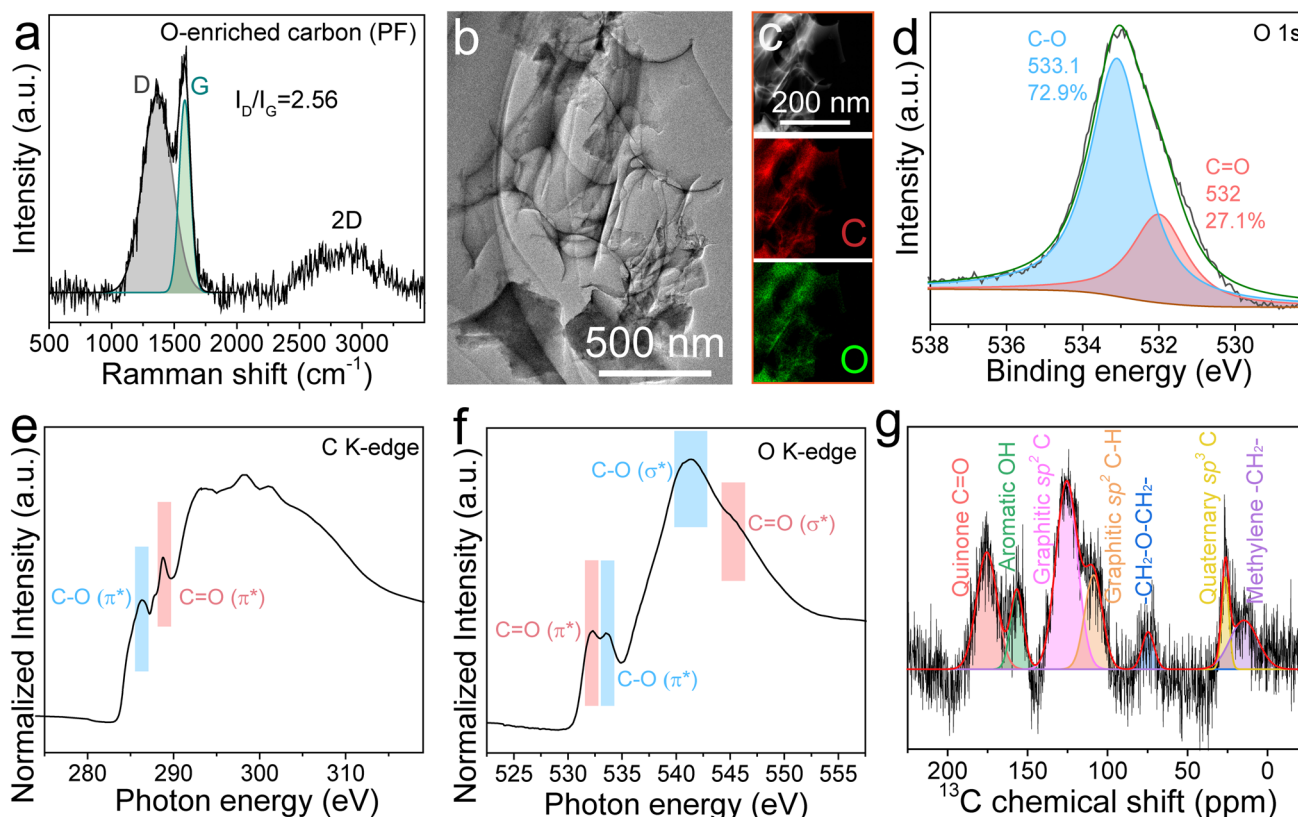 a
O-enriched carbon (PF)
D
G
I_D/I_G=2.56
2D
Intensity (a.u.)
500 1000 1500 2000 2500 3000
Ramman shift (cm⁻¹)
b
500 nm
c
200 nm
C
O
d
O 1s
C-O
533.1
72.9%
C=O
532
27.1%
Intensity (a.u.)
538 536 534 532 530
Binding energy (eV)
e
C K-edge
C-O (π*)
C=O (π*)
Normalized Intensity (a.u.)
280 290 300 310
Photon energy (eV)
f
O K-edge
C-O (σ*)
C=O (σ*)
C=O (π*)
C-O (π*)
Normalized Intensity (a.u.)
525 530 535 540 545 550 555
Photon energy (eV)
g
Quinone C=O
Aromatic OH
Graphitic sp² C
Graphitic sp² C-H
-CH₂-O-CH₂-
Quaternary sp³ C
Methylene -CH₂-
200 150 100 50 0
¹³C chemical shift (ppm)